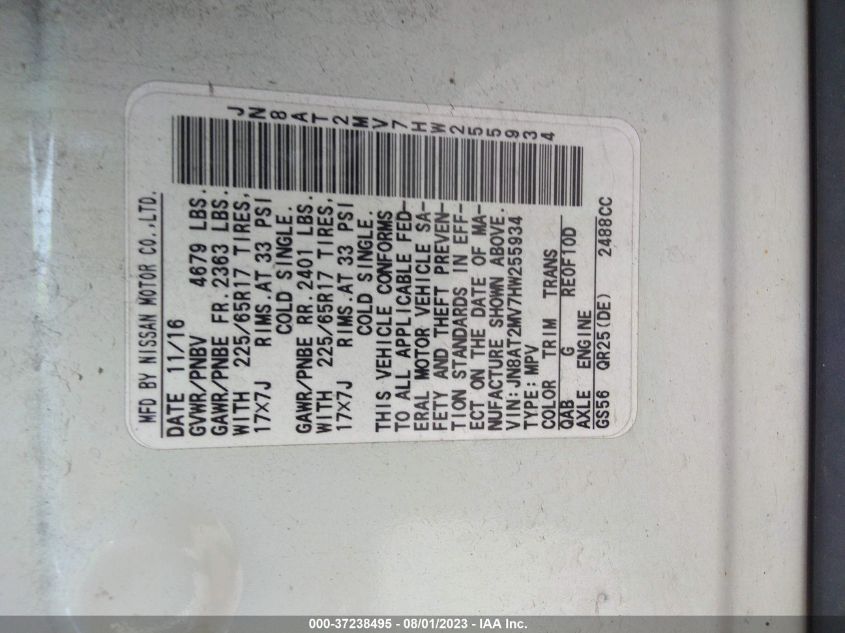 MFD BY NISSAN MOTOR CO.,LTD.
DATE 11/16
GVWR/PNBV 4679 LBS.
GAWR/PNBE FR. 2363 LBS.
WITH 225/65R17 TIRES,
17X7J RIMS.AT 33 PSI
COLD SINGLE.
GAWR/PNBE RR. 2401 LBS.
WITH 225/65R17 TIRES,
17X7J RIMS.AT 33 PSI
COLD SINGLE.
THIS VEHICLE CONFORMS
TO ALL APPLICABLE FED-
ERAL MOTOR VEHICLE SA-
FETY AND THEFT PREVEN-
TION STANDARDS IN EFF-
ECT ON THE DATE OF MA-
NUFACTURE SHOWN ABOVE.
VIN: JN8AT2MV7HW255934
TYPE: MPV
COLOR TRIM TRANS
QAB G RE0F10D
AXLE ENGINE
GS56 QR25(DE) 2488CC
JN8AT2MV7HW255934
000-37238495 - 08/01/2023 - IAA Inc.